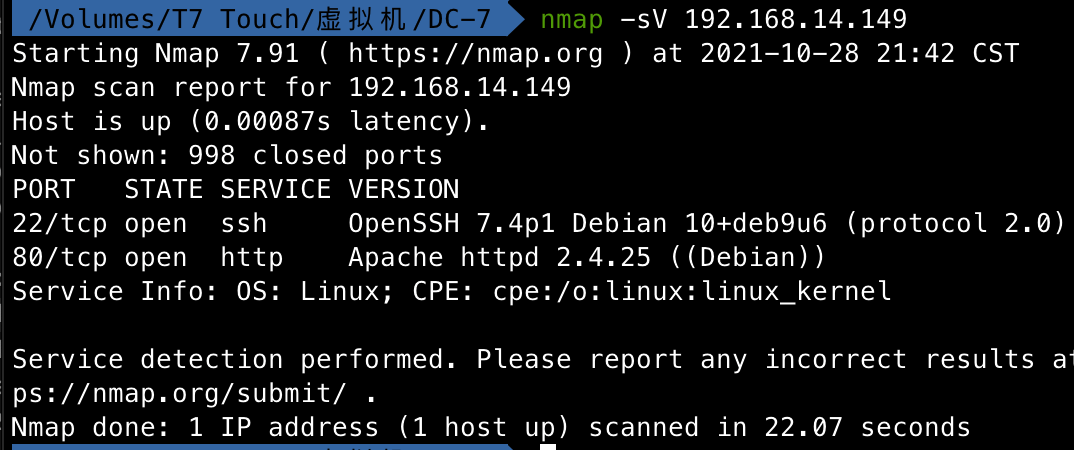 /Volumes/T7 Touch/虚拟机/DC-7 nmap -sV 192.168.14.149
Starting Nmap 7.91 ( https://nmap.org ) at 2021-10-28 21:42 CST
Nmap scan report for 192.168.14.149
Host is up (0.00087s latency).
Not shown: 998 closed ports
PORT   STATE SERVICE VERSION
22/tcp open  ssh     OpenSSH 7.4p1 Debian 10+deb9u6 (protocol 2.0)
80/tcp open  http    Apache httpd 2.4.25 ((Debian))
Service Info: OS: Linux; CPE: cpe:/o:linux:linux_kernel
Service detection performed. Please report any incorrect results at
ps://nmap.org/submit/ .
Nmap done: 1 IP address (1 host up) scanned in 22.07 seconds